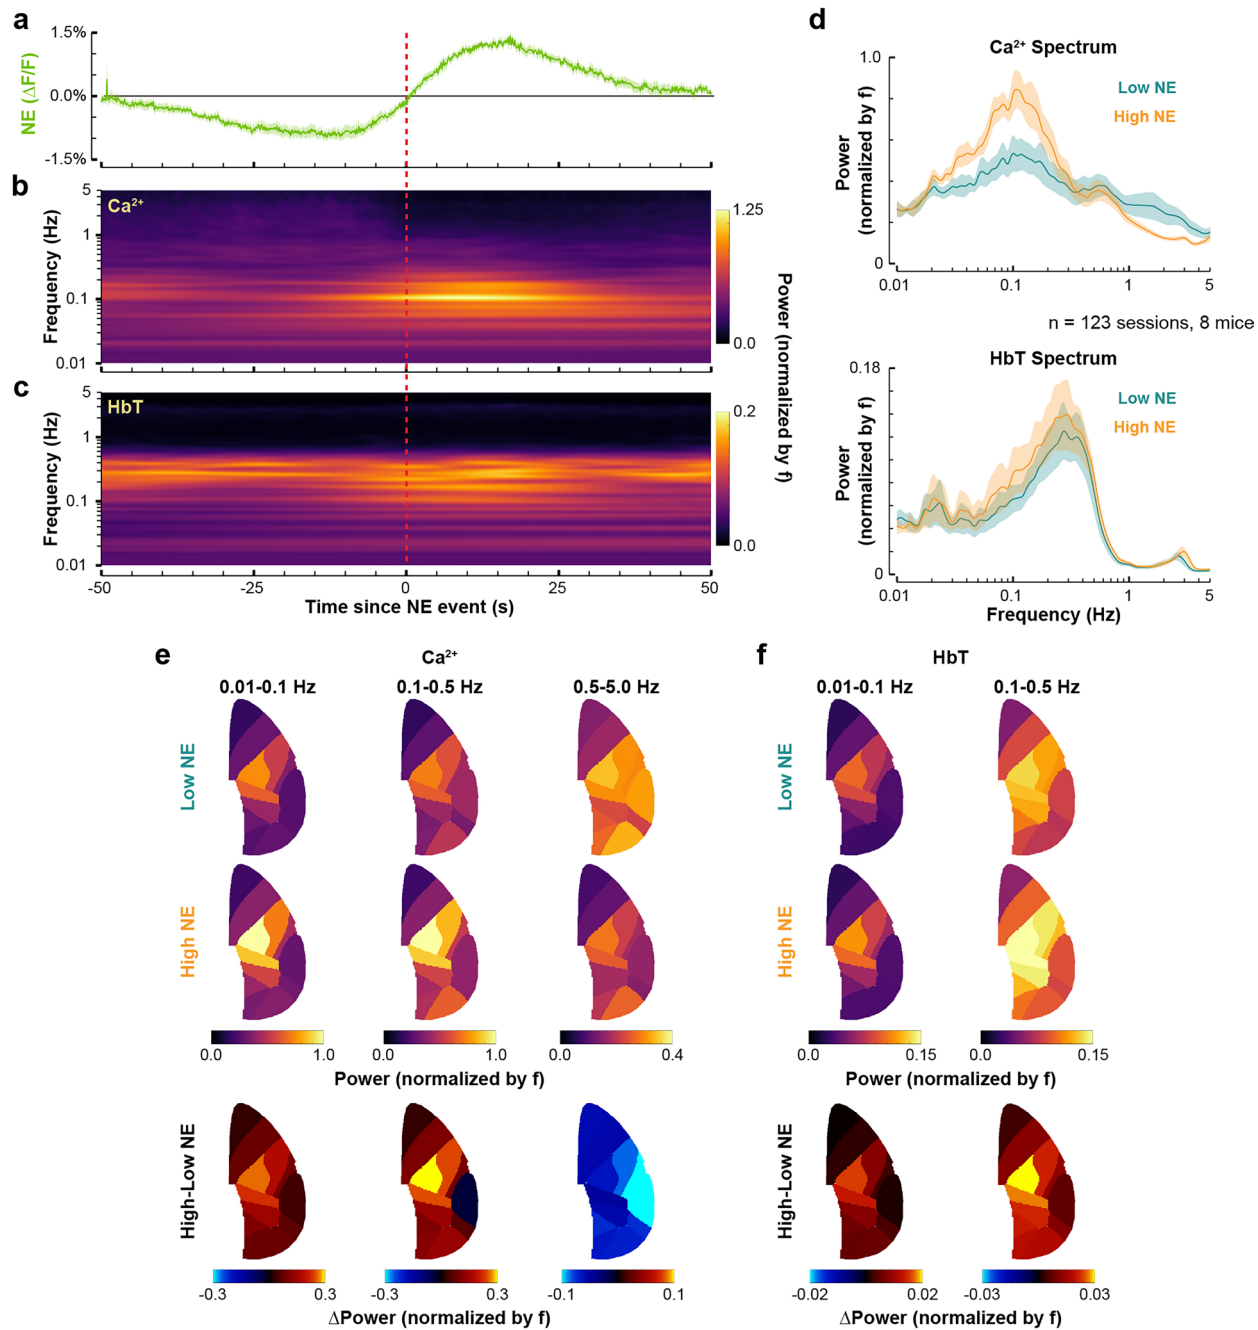 a
1.5%
0.0%
-1.5%
NE (ΔF/F)
b
Ca²⁺
5
1
0.1
0.01
Frequency (Hz)
1.25
0.0
c
HbT
5
1
0.1
0.01
Frequency (Hz)
0.2
0.0
Power (normalized by f)
-50
-25
0
25
50
Time since NE event (s)
d
Ca²⁺ Spectrum
1.0
0
Power
(normalized by f)
Low NE
High NE
0.01
0.1
1
5
n = 123 sessions, 8 mice
HbT Spectrum
0.18
0
Power
(normalized by f)
Low NE
High NE
0.01
0.1
1
5
Frequency (Hz)
e
Ca²⁺
0.01-0.1 Hz
0.1-0.5 Hz
0.5-5.0 Hz
Low NE
High NE
0.0
1.0
0.0
1.0
0.0
0.4
Power (normalized by f)
High-Low NE
-0.3
0.3
-0.3
0.3
-0.1
0.1
ΔPower (normalized by f)
f
HbT
0.01-0.1 Hz
0.1-0.5 Hz
Low NE
High NE
0.0
0.15
0.0
0.15
Power (normalized by f)
High-Low NE
-0.02
0.02
-0.03
0.03
ΔPower (normalized by f)